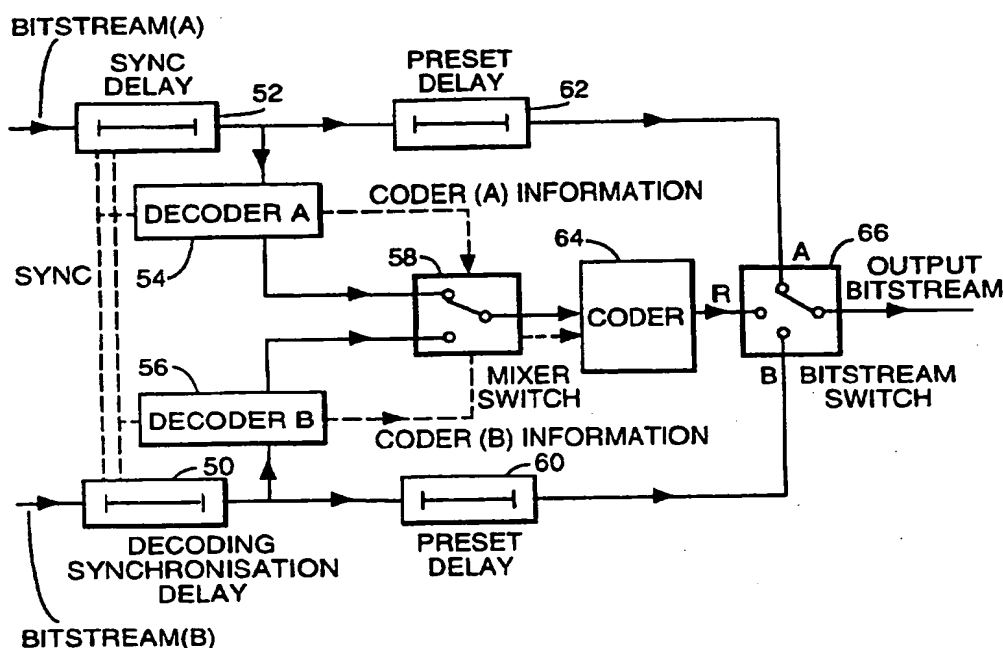 BITSTREAM(A)
SYNC
DELAY
52
PRESET
DELAY
62
DECODER A
54
CODER (A) INFORMATION
SYNC
58
64
CODER
R
A
66
OUTPUT
BITSTREAM
MIXER
SWITCH
B
BITSTREAM
SWITCH
56
DECODER B
CODER (B) INFORMATION
50
60
DECODING
SYNCHRONISATION
DELAY
PRESET
DELAY
BITSTREAM(B)